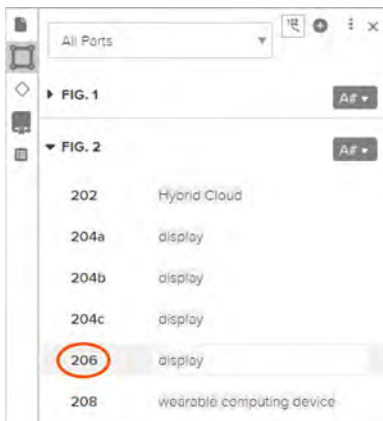 All Parts
FIG. 1 A#
FIG. 2 A#
202 Hybrid Cloud
204a display
204b display
204c display
206 display
208 wearable computing device